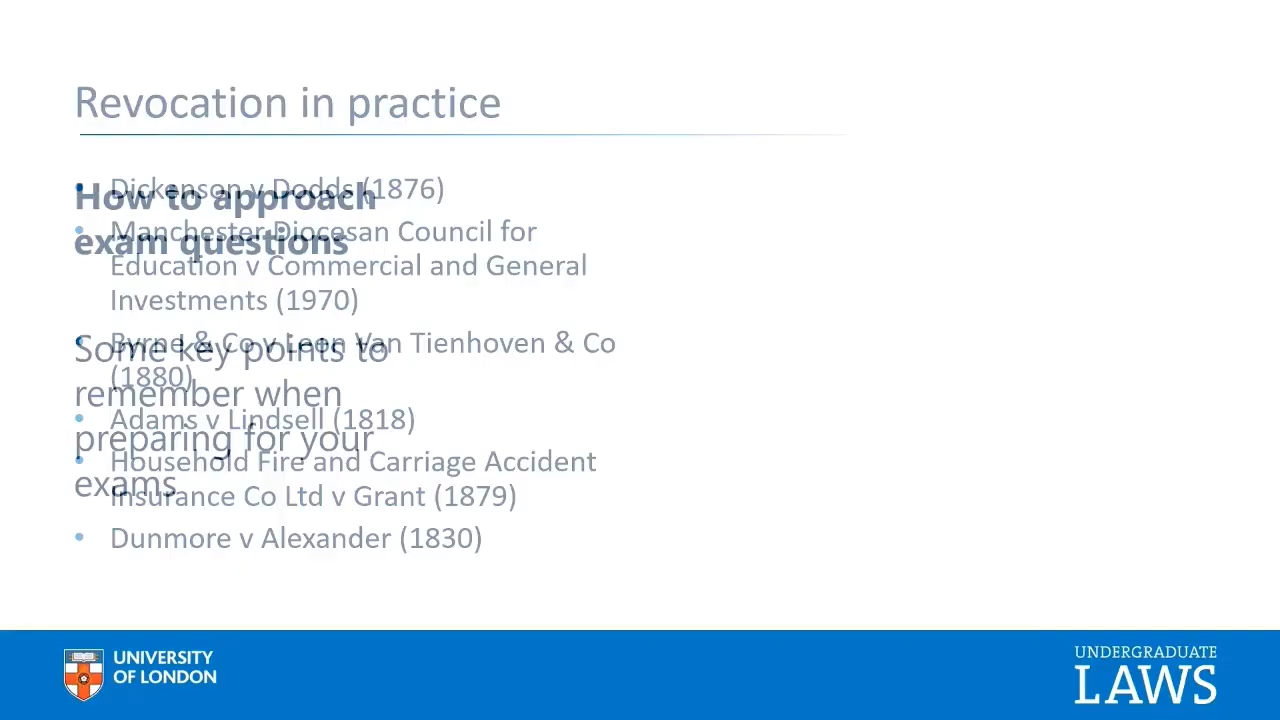 Revocation in practice
Dickenson v Dodds (1876)
Manchester Diocesan Council for
Education v Commercial and General
Investments (1970)
Byrne & Co v Leon Van Tienhoven & Co
(1880)
Adams v Lindsell (1818)
Household Fire and Carriage Accident
Insurance Co Ltd v Grant (1879)
Dunmore v Alexander (1830)
How to approach
exam questions
Some key points to
remember when
preparing for your
exams
UNIVERSITY
OF LONDON
UNDERGRADUATE
LAWS